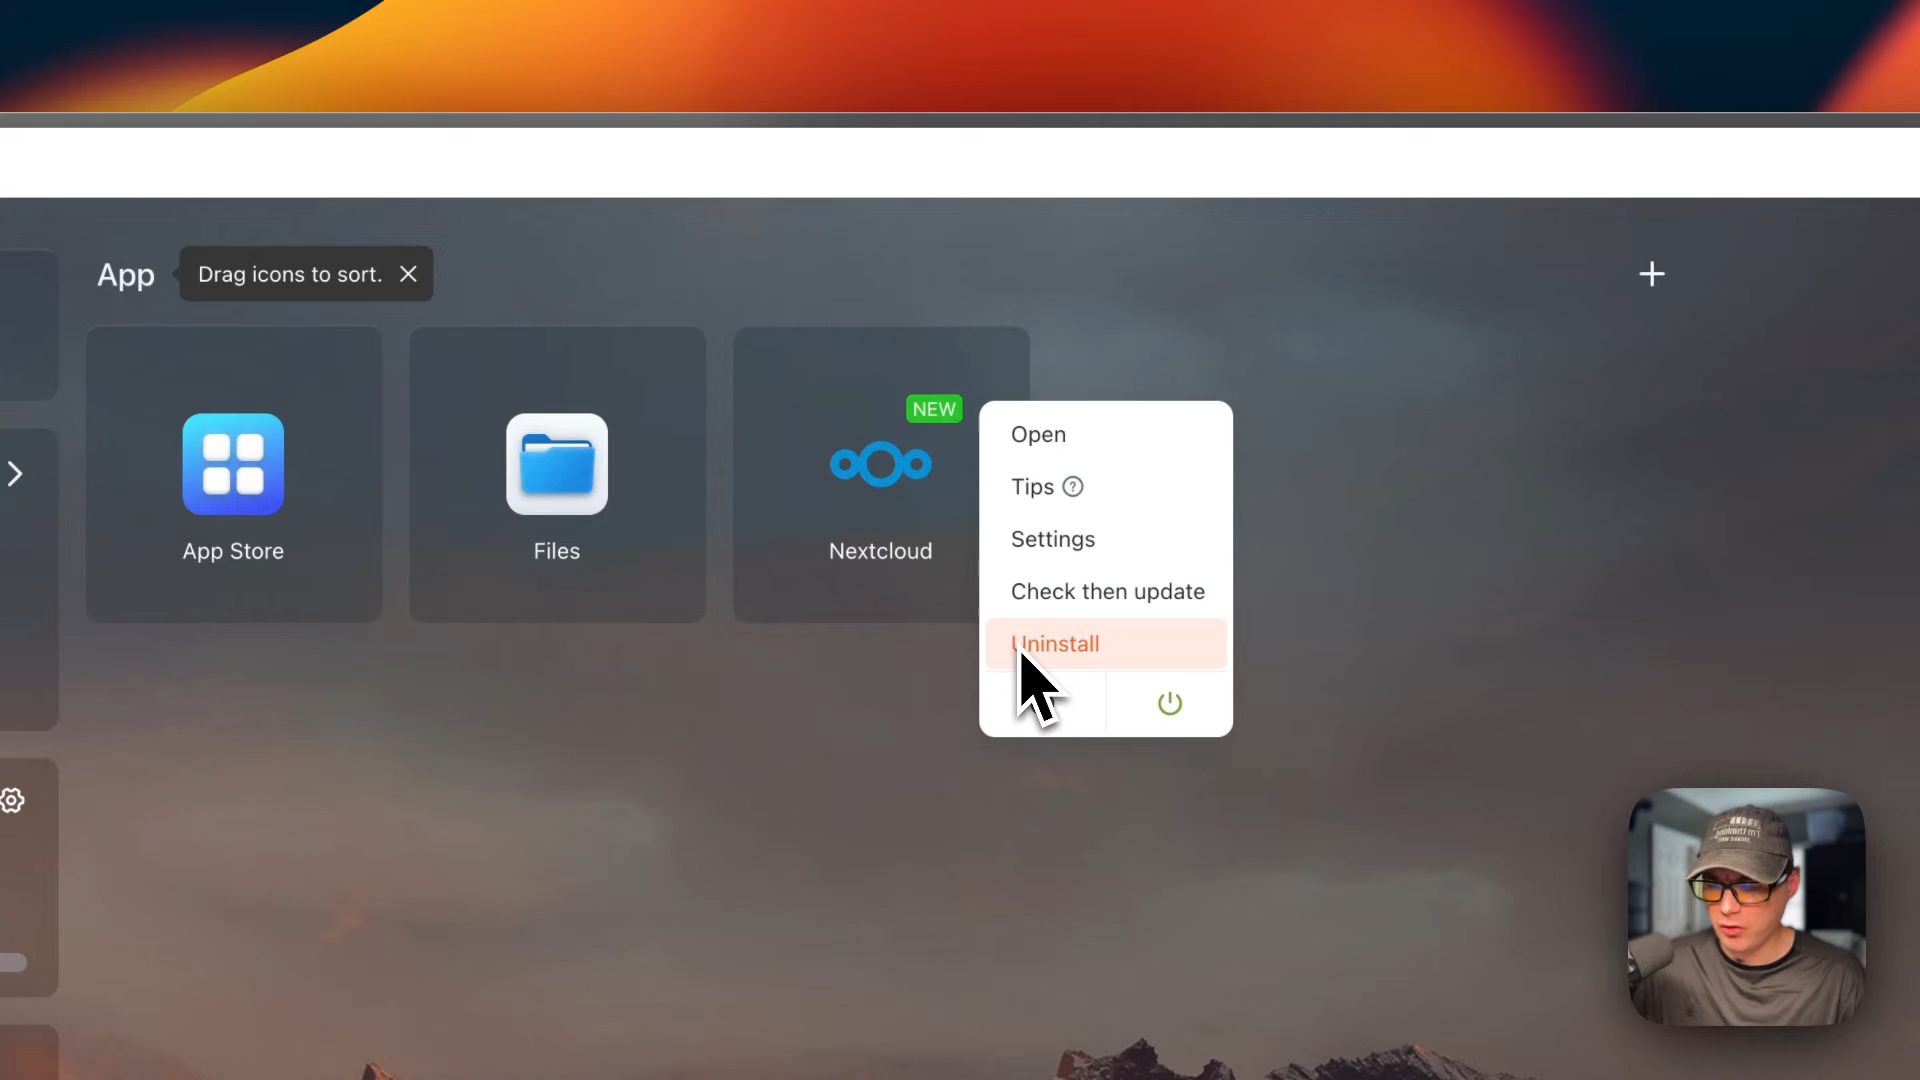 App
Drag icons to sort.
NEW
Open
Tips
Settings
Check then update
Uninstall
App Store
Files
Nextcloud